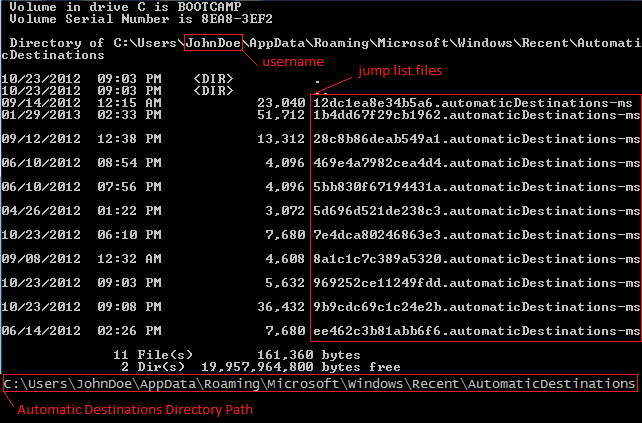 Volume in drive C is BOOTCAMP
Volume Serial Number is 8EA8-3EF2
Directory of C:\Users\JohnDoe\AppData\Roaming\Microsoft\Windows\Recent\Automati
cDestinations
username
jump list files
10/23/2012 09:03 PM <DIR> .
10/23/2012 09:03 PM <DIR> ..
09/14/2012 12:15 AM 23,040 12dc1ea8e34b5a6.automaticDestinations-ms
01/29/2013 02:33 PM 51,712 1b4dd67f29cb1962.automaticDestinations-ms
09/12/2012 12:38 PM 13,312 28c8b86deab549a1.automaticDestinations-ms
06/10/2012 08:54 PM 4,096 469e4a7982cea4d4.automaticDestinations-ms
06/10/2012 07:56 PM 4,096 5bb830f67194431a.automaticDestinations-ms
04/26/2012 01:22 PM 3,072 5d696d521de238c3.automaticDestinations-ms
10/23/2012 06:10 PM 7,680 7e4dca80246863e3.automaticDestinations-ms
09/08/2012 12:32 AM 4,608 8a1c1c7c389a5320.automaticDestinations-ms
10/23/2012 09:03 PM 5,632 969252ce11249fdd.automaticDestinations-ms
10/23/2012 09:08 PM 36,432 9b9cdc69c1c24e2b.automaticDestinations-ms
06/14/2012 02:26 PM 7,680 ee462c3b81abb6f6.automaticDestinations-ms
11 File(s) 161,360 bytes
2 Dir(s) 19,957,964,800 bytes free
C:\Users\JohnDoe\AppData\Roaming\Microsoft\Windows\Recent\AutomaticDestinations
Automatic Destinations Directory Path